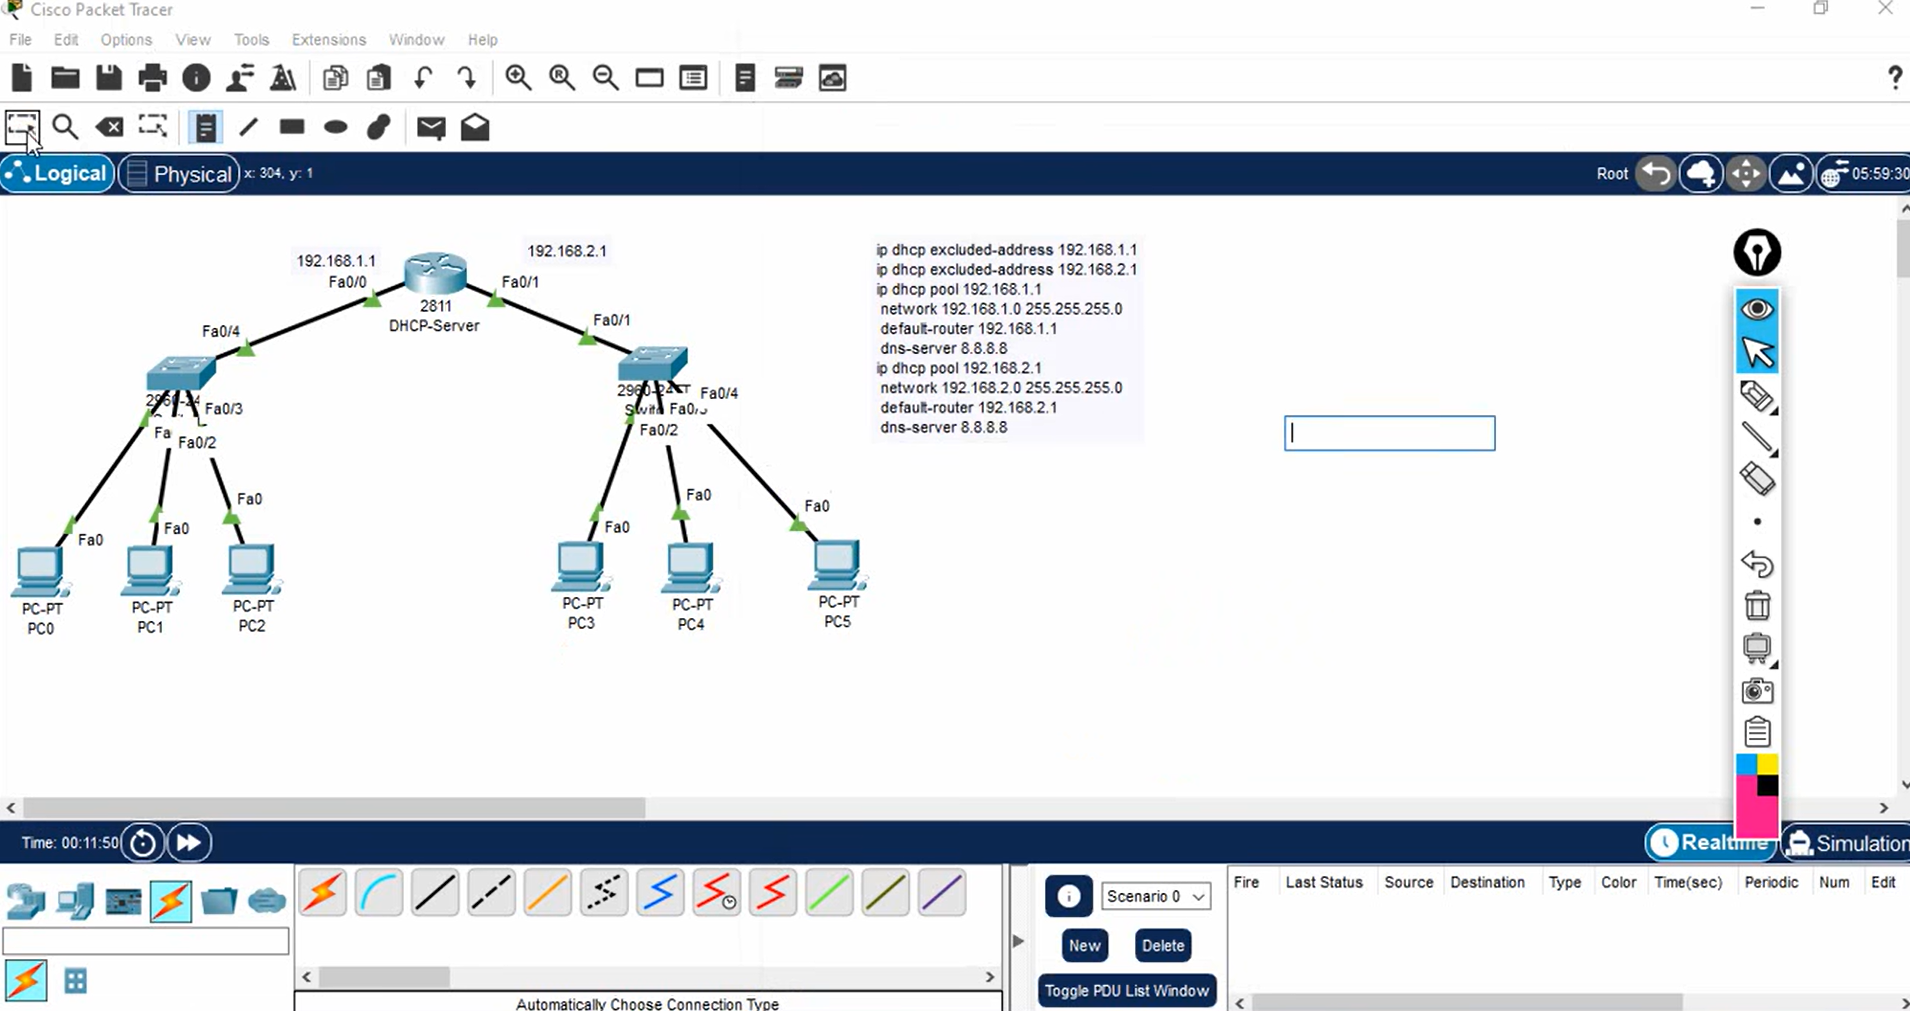 Cisco Packet Tracer
File Edit Options View Tools Extensions Window Help
?
Logical Physical x: 304, y: 1
Root 05:59:30
192.168.1.1
192.168.2.1
Fa0/0
Fa0/1
2811
DHCP-Server
Fa0/4
Fa0/1
Fa0/3
Fa0/2
Fa0/4
Fa0/2
Fa0
Fa0
Fa0
Fa0
Fa0
Fa0
PC-PT
PC0
PC-PT
PC1
PC-PT
PC2
PC-PT
PC3
PC-PT
PC4
PC-PT
PC5
ip dhcp excluded-address 192.168.1.1
ip dhcp excluded-address 192.168.2.1
ip dhcp pool 192.168.1.1
network 192.168.1.0 255.255.255.0
default-router 192.168.1.1
dns-server 8.8.8.8
ip dhcp pool 192.168.2.1
network 192.168.2.0 255.255.255.0
default-router 192.168.2.1
dns-server 8.8.8.8
Time: 00:11:50
Realtime Simulation
Scenario 0
New Delete
Toggle PDU List Window
Fire Last Status Source Destination Type Color Time(sec) Periodic Num Edit
Automatically Choose Connection Type